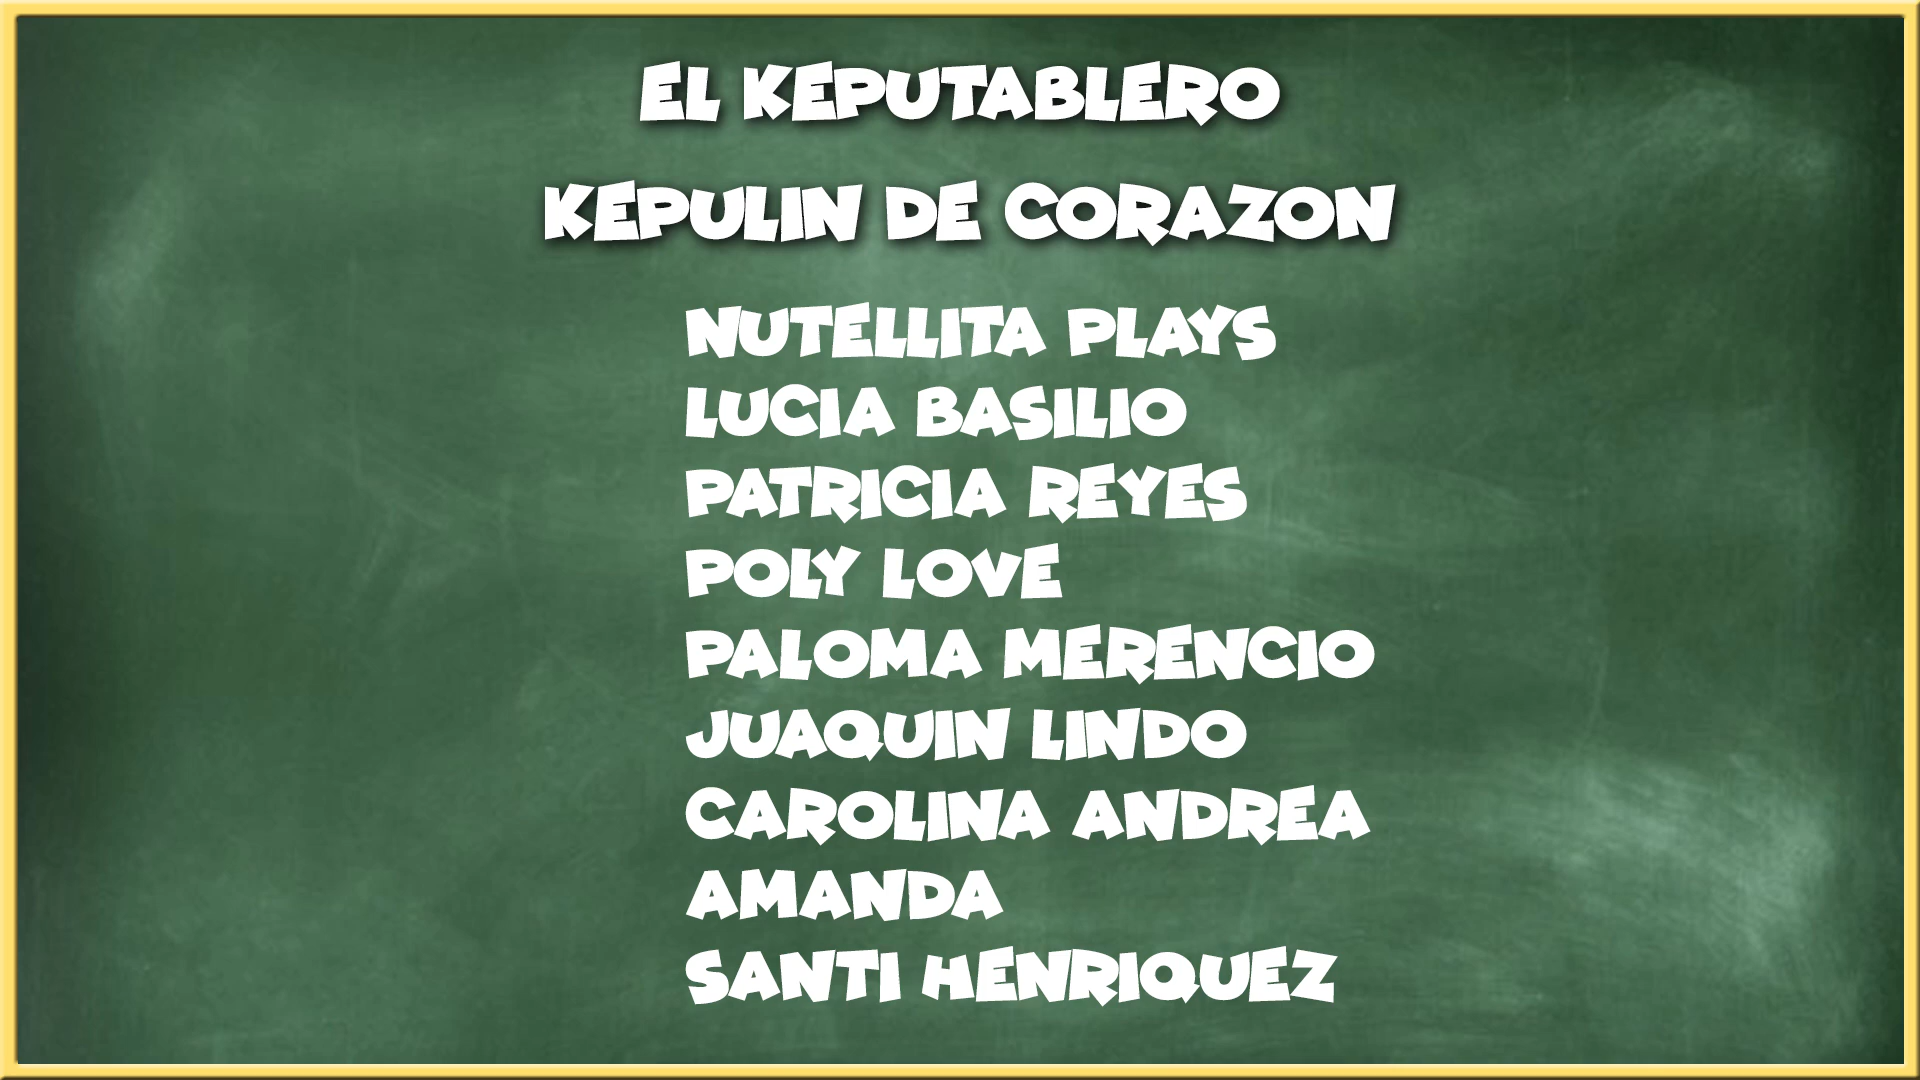 EL KEPUTABLERO
KEPULIN DE CORAZON
NUTELLITA PLAYS
LUCIA BASILIO
PATRICIA REYES
POLY LOVE
PALOMA MERENCIO
JUAQUIN LINDO
CAROLINA ANDREA
AMANDA
SANTI HENRIQUEZ